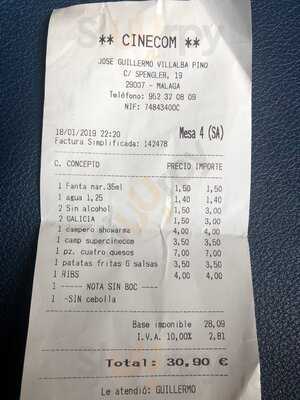 ** CINECOM **
JOSE GUILLERMO VILLALBA PINO
C/ SPENGLER, 19
29007 - MALAGA
Teléfono: 952 32 08 09
NIF: 74843400C
18/01/2019 22:20 Mesa 4 (SA)
Factura Simplificada: 142478
C. CONCEPTO PRECIO IMPORTE
1 Fanta nar.35ml 1,50 1,50
1 agua 1,25 1,40 1,40
2 Sin alcohol 1,50 3,00
2 GALICIA 1,50 3,00
1 campero showarma 4,00 4,00
1 camp supercinecom 3,50 3,50
1 pz. cuatro quesos 7,00 7,00
1 patatas fritas 6 salsas 3,50 3,50
1 RIBS 4,00 4,00
1 ----- NOTA SIN BOC ----
1 -SIN cebolla
Base imponible 28,09
I.V.A. 10,00% 2,81
Total: 30,90 €
Le atendió: GUILLERMO